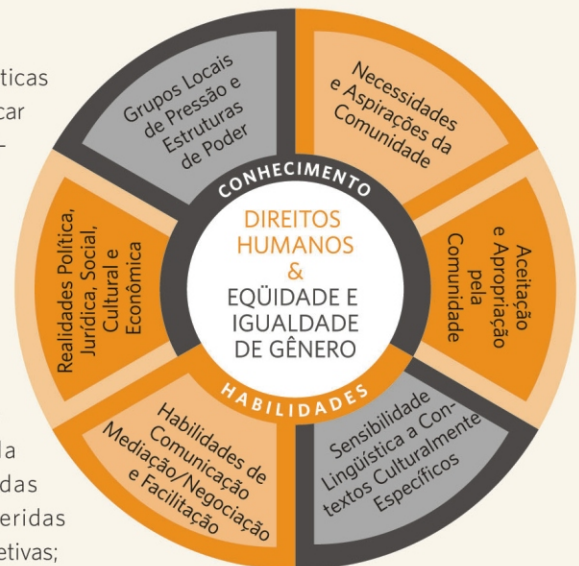 ticas
car
-
da
das
eridas
etivas;
Grupos Locais
de Pressão e
Estruturas
de Poder
Necessidades
e Aspirações da
Comunidade
Realidades Política,
Jurídica, Social,
Cultural e
Econômica
CONHECIMENTO
DIREITOS
HUMANOS
&
EQÜIDADE E
IGUALDADE
DE GÊNERO
HABILIDADES
Aceitação
e Apropriação
pela
Comunidade
Habilidades de
Comunicação
Mediação/Negociação
e Facilitação
Sensibilidade
Lingüística a Con-
textos Culturalmente
Específicos